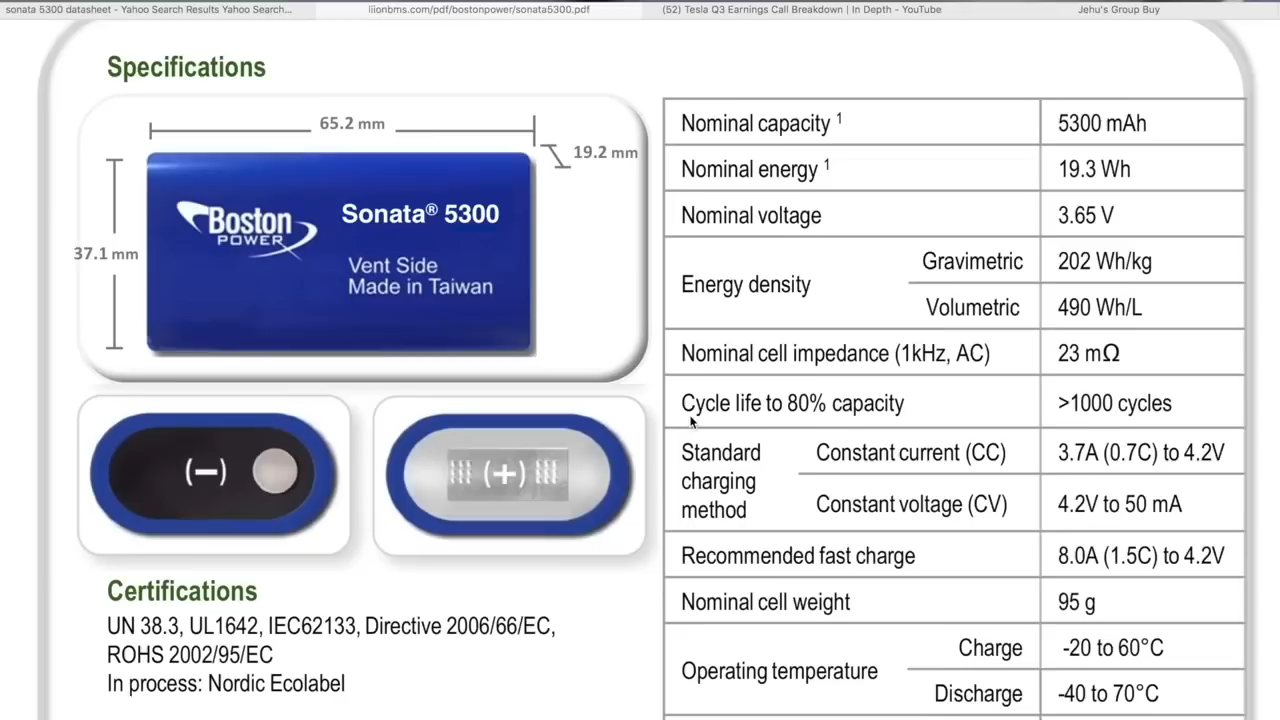 sonata 5300 datasheet - Yahoo Search Results Yahoo Search...
liionbms.com/pdf/bostonpower/sonata5300.pdf
(52) Tesla Q3 Earnings Call Breakdown | In Depth - YouTube
Jehu's Group Buy
Specifications
65.2 mm
19.2 mm
37.1 mm
Boston
POWER
Sonata® 5300
Vent Side
Made in Taiwan
(−)
(+)
Certifications
UN 38.3, UL1642, IEC62133, Directive 2006/66/EC,
ROHS 2002/95/EC
In process: Nordic Ecolabel
Nominal capacity 1 5300 mAh
Nominal energy 1 19.3 Wh
Nominal voltage 3.65 V
Energy density
Gravimetric 202 Wh/kg
Volumetric 490 Wh/L
Nominal cell impedance (1kHz, AC) 23 mΩ
Cycle life to 80% capacity >1000 cycles
Standard
charging
method
Constant current (CC) 3.7A (0.7C) to 4.2V
Constant voltage (CV) 4.2V to 50 mA
Recommended fast charge 8.0A (1.5C) to 4.2V
Nominal cell weight 95 g
Operating temperature
Charge -20 to 60°C
Discharge -40 to 70°C